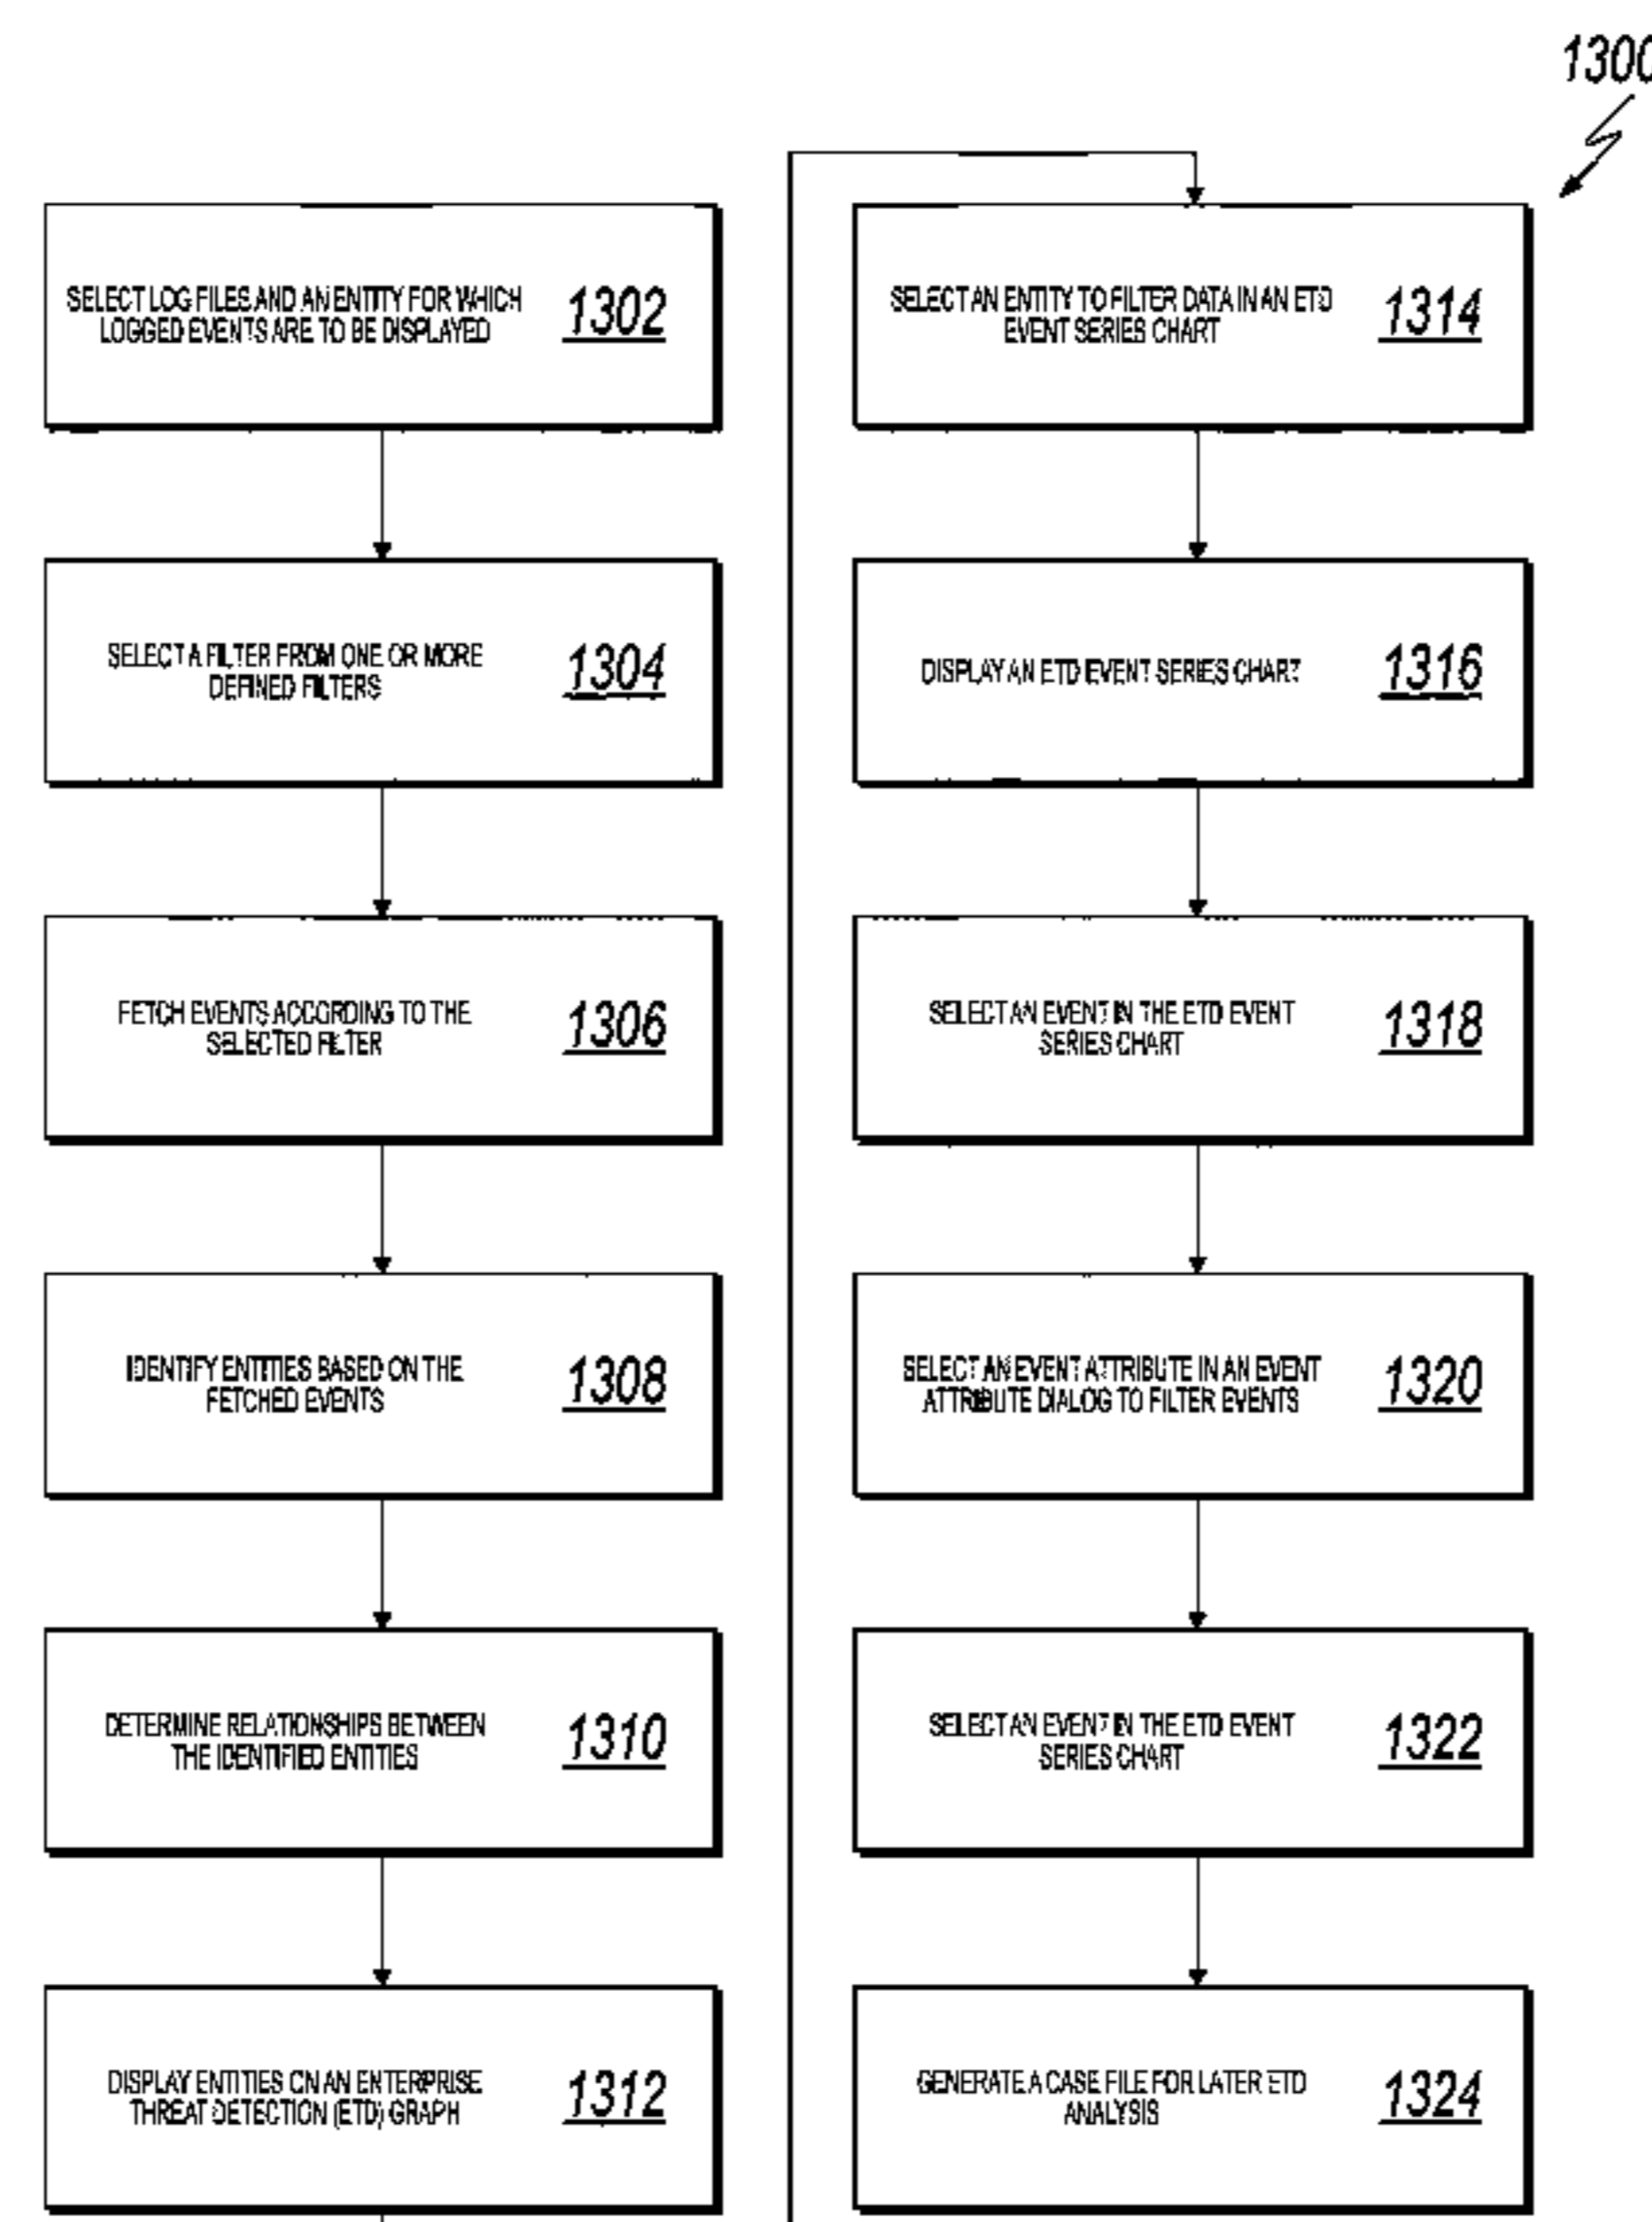 1300
SELECT LOG FILES AND AN ENTITY FOR WHICH
LOGGED EVENTS ARE TO BE DISPLAYED
1302
SELECT A FILTER FROM ONE OR MORE
DEFINED FILTERS
1304
FETCH EVENTS ACCORDING TO THE
SELECTED FILTER
1306
IDENTIFY ENTITIES BASED ON THE
FETCHED EVENTS
1308
DETERMINE RELATIONSHIPS BETWEEN
THE IDENTIFIED ENTITIES
1310
DISPLAY ENTITIES ON AN ENTERPRISE
THREAT DETECTION (ETD) GRAPH
1312
SELECT AN ENTITY TO FILTER DATA IN AN ETD
EVENT SERIES CHART
1314
DISPLAY AN ETD EVENT SERIES CHART
1316
SELECT AN EVENT IN THE ETD EVENT
SERIES CHART
1318
SELECT AN EVENT ATTRIBUTE IN AN EVENT
ATTRIBUTE DIALOG TO FILTER EVENTS
1320
SELECT AN EVENT IN THE ETD EVENT
SERIES CHART
1322
GENERATE A CASE FILE FOR LATER ETD
ANALYSIS
1324